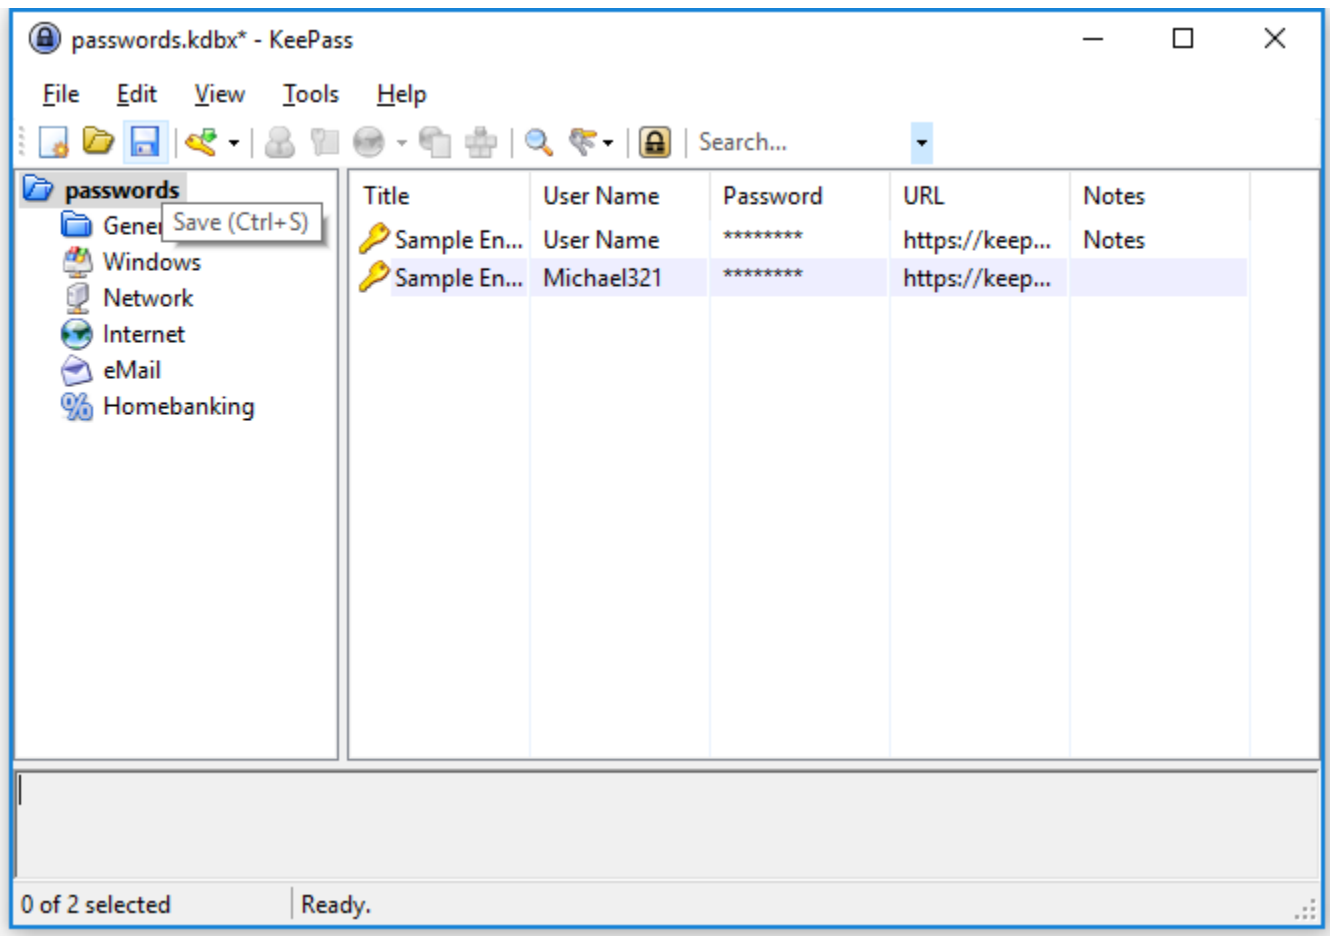 passwords.kdbx* - KeePass
File Edit View Tools Help
Search...
passwords
Save (Ctrl+S)
Windows
Network
Internet
eMail
Homebanking
Title User Name Password URL Notes
Sample En... User Name ******** https://keep... Notes
Sample En... Michael321 ******** https://keep...
0 of 2 selected Ready.